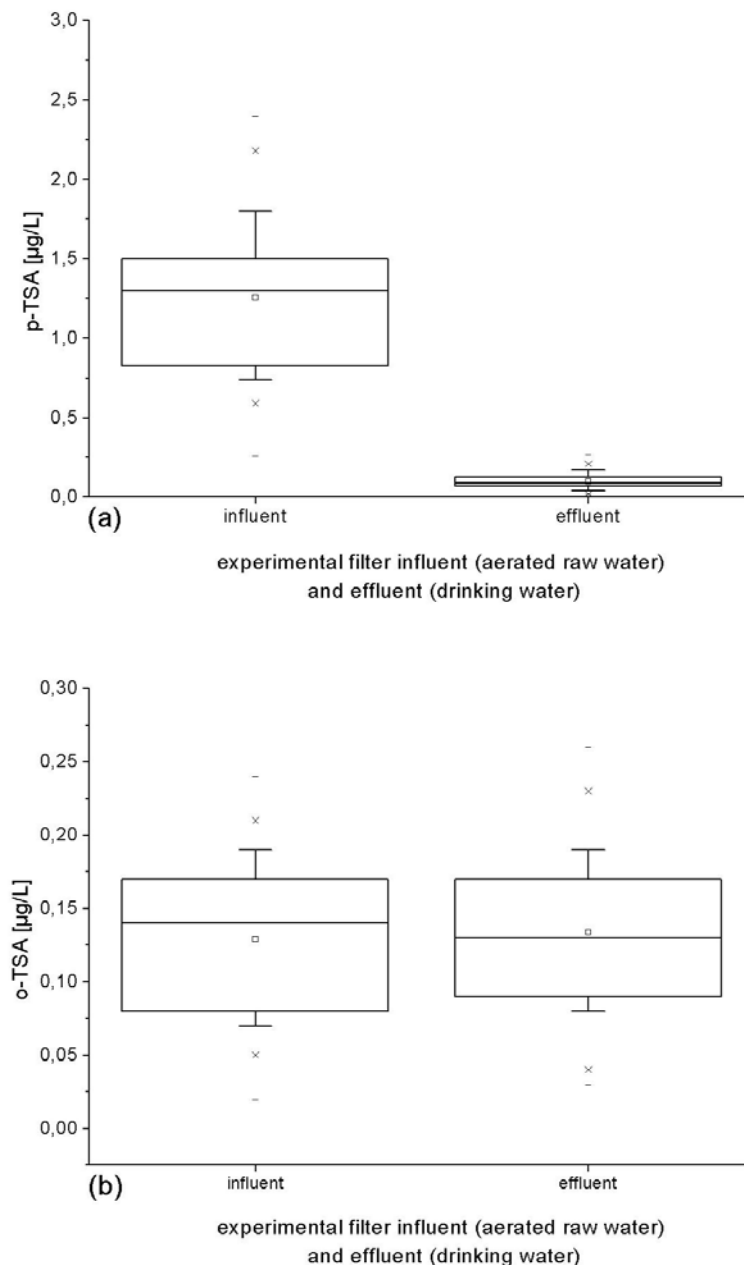 3,0
2,5
2,0
1,5
1,0
0,5
0,0
p-TSA [µg/L]
(a)
influent
effluent
experimental filter influent (aerated raw water)
and effluent (drinking water)
0,30
0,25
0,20
0,15
0,10
0,05
0,00
o-TSA [µg/L]
(b)
influent
effluent
experimental filter influent (aerated raw water)
and effluent (drinking water)